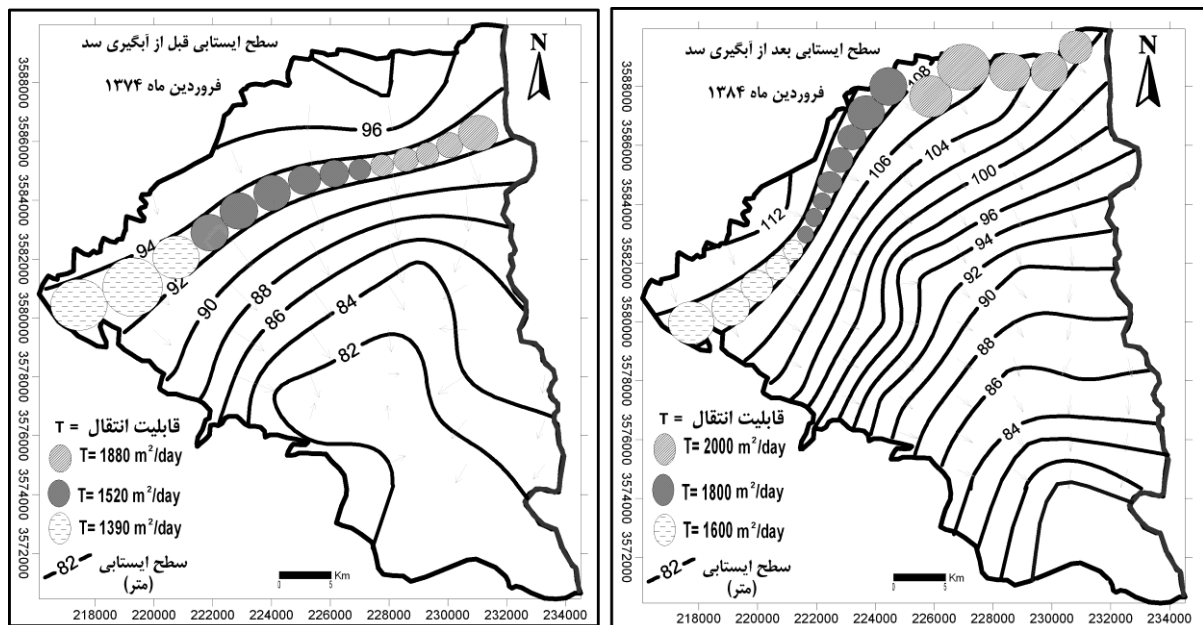 سطح ایستابی قبل از آبگیری سد
فروردین ماه ۱۳۷۴
N
96
94
92
90
88
86
84
82
T = قابلیت انتقال
T= 1880 m²/day
T= 1520 m²/day
T= 1390 m²/day
82 سطح ایستابی
(متر)
0 5 Km
3588000
3586000
3584000
3582000
3580000
3578000
3576000
3574000
3572000
218000 220000 222000 224000 226000 228000 230000 232000 234000
سطح ایستابی بعد از آبگیری سد
فروردین ماه ۱۳۸۴
N
108
112
106
104
100
96
94
92
90
88
86
84
T = قابلیت انتقال
T= 2000 m²/day
T= 1800 m²/day
T= 1600 m²/day
82 سطح ایستابی
(متر)
0 5 Km
3588000
3586000
3584000
3582000
3580000
3578000
3576000
3574000
3572000
218000 220000 222000 224000 226000 228000 230000 232000 234000